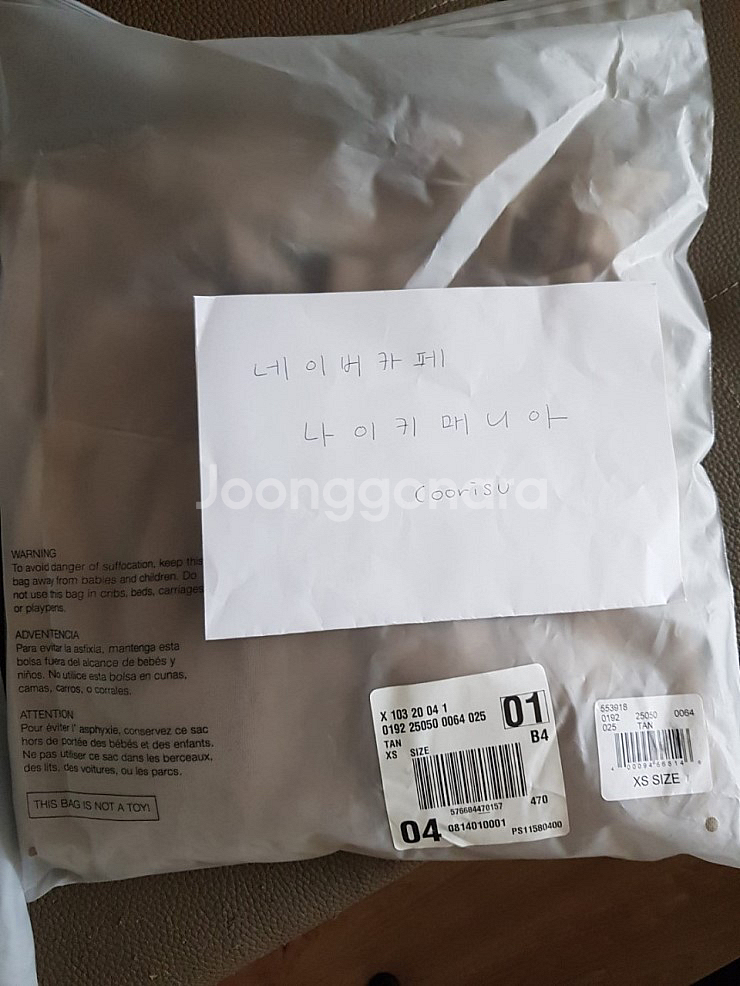 네이버카페
나이키매니아
coorisu
Joonggonara
WARNING
To avoid danger of suffocation, keep this
bag away from babies and children. Do
not use this bag in cribs, beds, carriages
or playpens.
ADVENTENCIA
Para evitar la asfixia, mantenga esta
bolsa fuera del alcance de bebés y
niños. No utilice esta bolsa en cunas,
camas, carros, o corrales.
ATTENTION
Pour éviter l' asphyxie, conservez ce sac
hors de portée des bébés et des enfants.
Ne pas utiliser ce sac dans les berceaux,
des lits, des voitures, ou les parcs.
THIS BAG IS NOT A TOY!
X 103 20 04 1
01
0192 25050 0064 025
TAN
B4
XS SIZE
576604470157
470
04
0814010001
PS11580400
553918
0192 25050 0064
025 TAN
XS SIZE